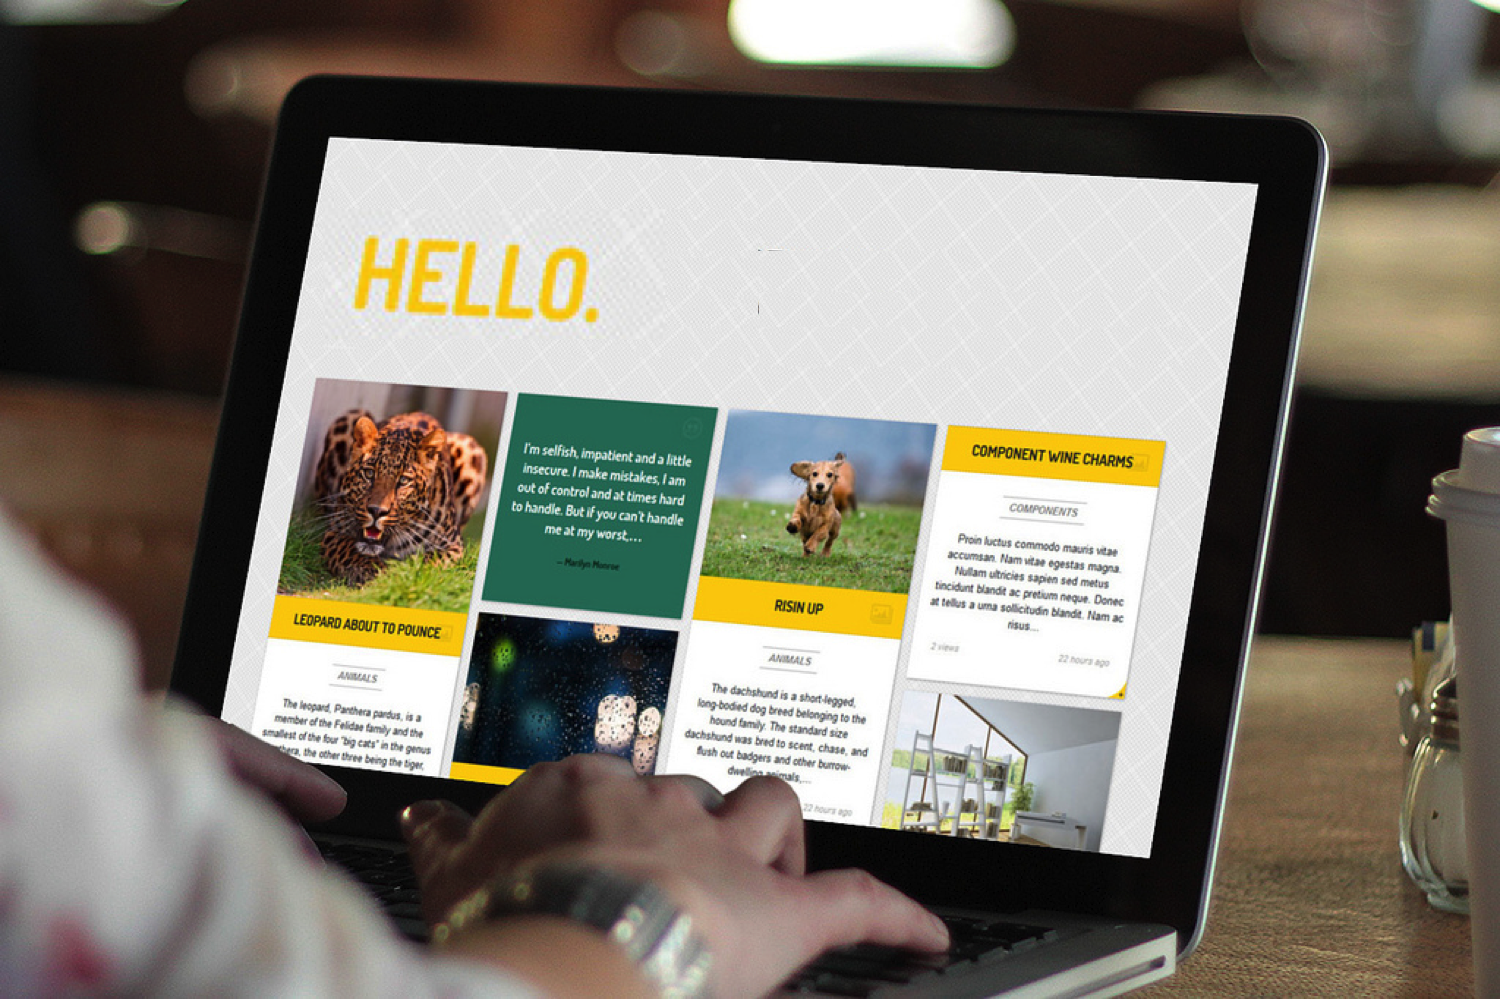 HELLO.
LEOPARD ABOUT TO POUNCE
ANIMALS
The leopard, Panthera pardus, is a
member of the Felidae family and the
smallest of the four "big cats" in the genus
the other three being the tiger,
I'm selfish, impatient and a little
insecure. I make mistakes, I am
out of control and at times hard
to handle. But if you can't handle
me at my worst,...
— Marilyn Monroe
RISIN UP
ANIMALS
The dachshund is a short-legged,
long-bodied dog breed belonging to the
hound family. The standard size
dachshund was bred to scent, chase, and
flush out badgers and other burrow-
dwelling animals,...
22 hours ago
COMPONENT WINE CHARMS
COMPONENTS
Proin luctus commodo mauris vitae
accumsan. Nam vitae egestas magna.
Nullam ultricies sapien sed metus
tincidunt blandit ac pretium neque. Donec
at tellus a urna sollicitudin blandit. Nam ac
risus...
2 views
22 hours ago